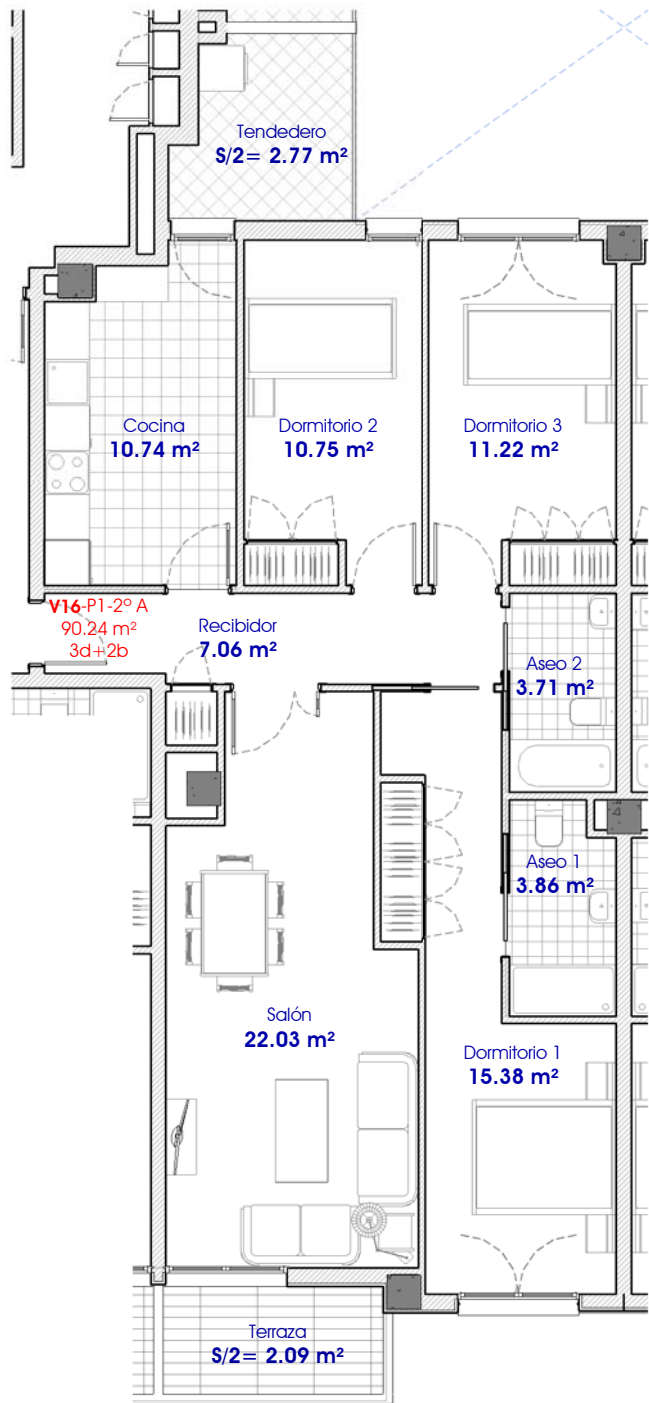 Tendedero
S/2= 2.77 m²
4
Cocina
10.74 m²
Dormitorio 2
10.75 m²
Dormitorio 3
11.22 m²
V16-P1-2º A
90.24 m²
3d+2b
Recibidor
7.06 m²
Aseo 2
3.71 m²
4
Aseo 1
3.86 m²
Salón
22.03 m²
Dormitorio 1
15.38 m²
Terraza
S/2= 2.09 m²